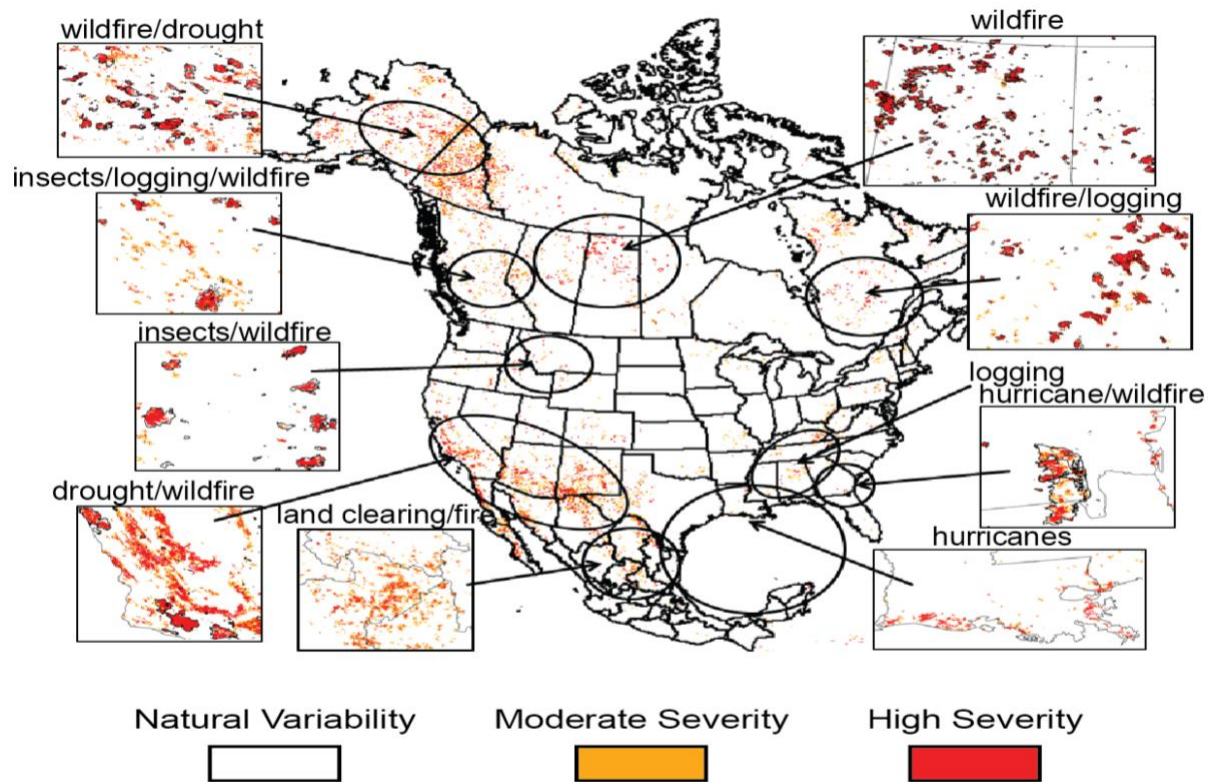 wildfire/drought
wildfire
insects/logging/wildfire
wildfire/logging
insects/wildfire
logging
hurricane/wildfire
drought/wildfire
land clearing/fire
hurricanes
Natural Variability
Moderate Severity
High Severity